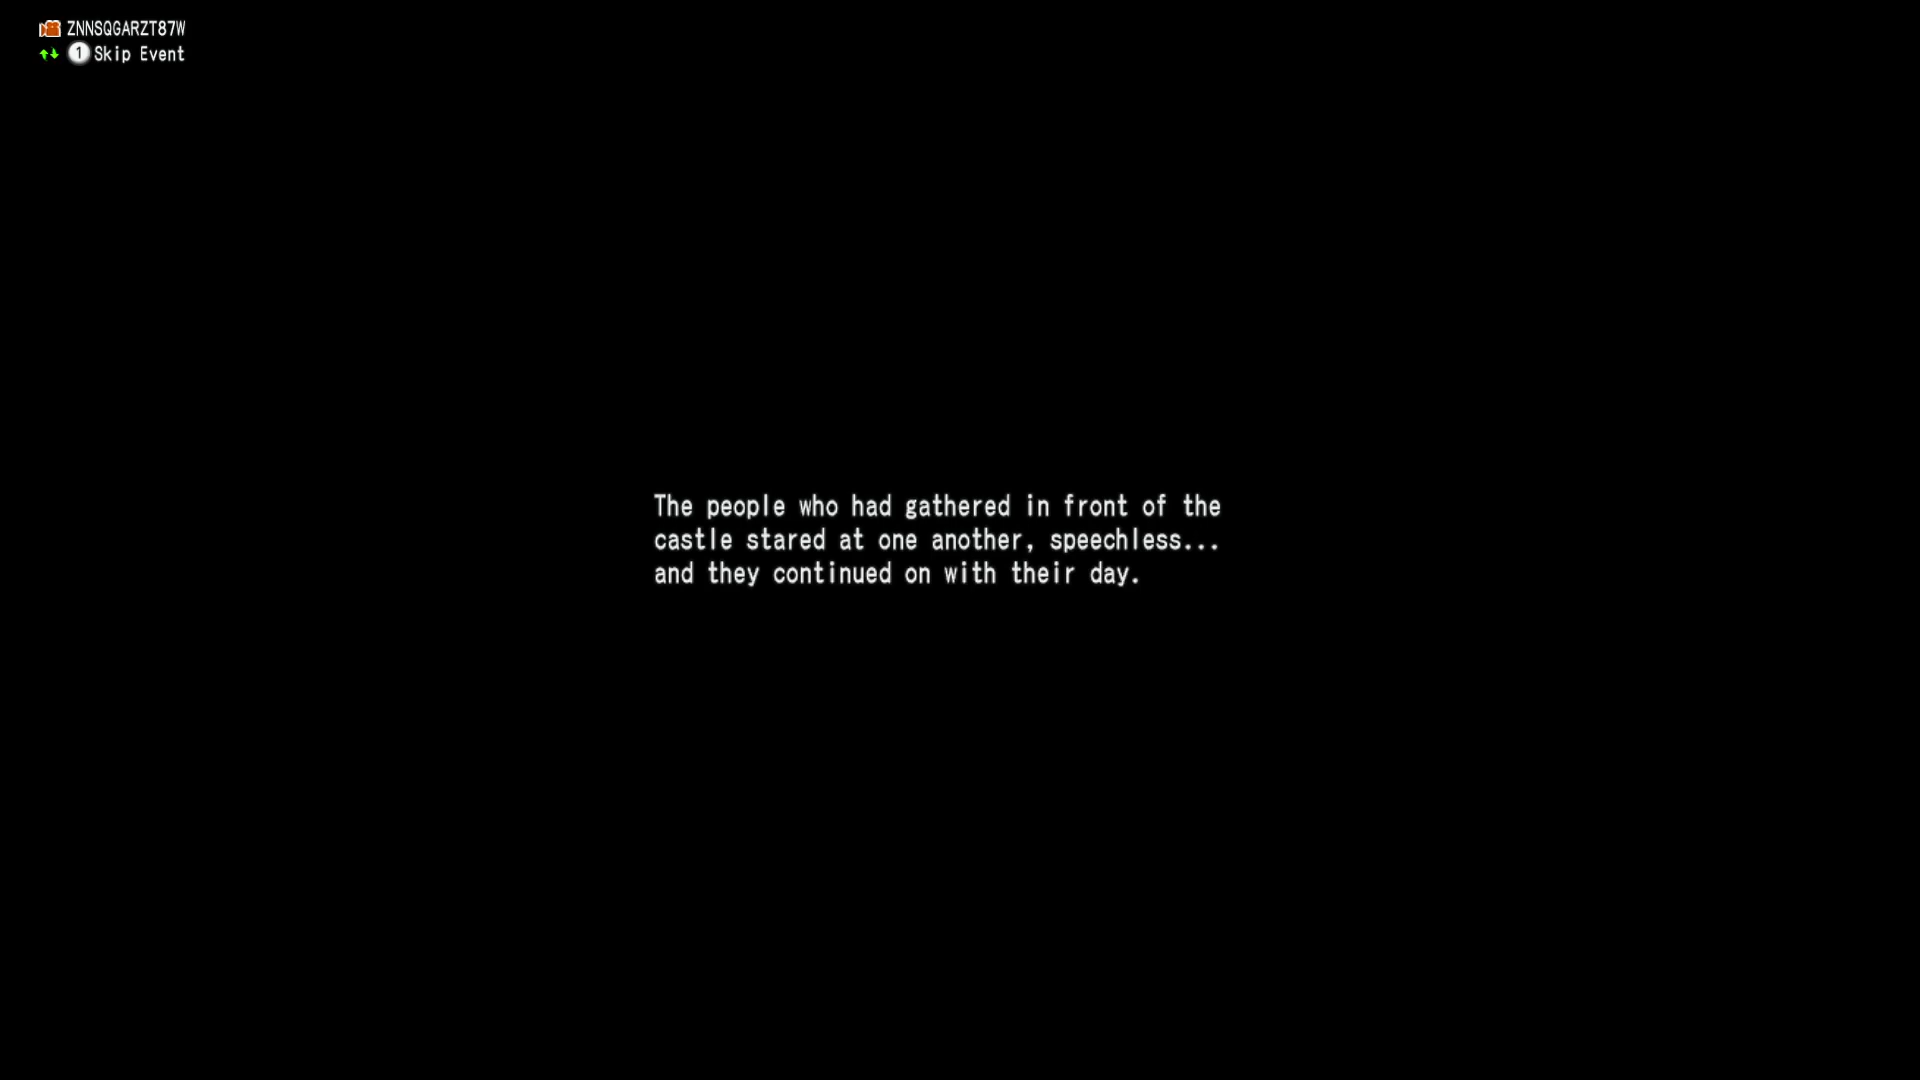 ZNNSQGARZT87W
1 Skip Event
The people who had gathered in front of the
castle stared at one another, speechless...
and they continued on with their day.